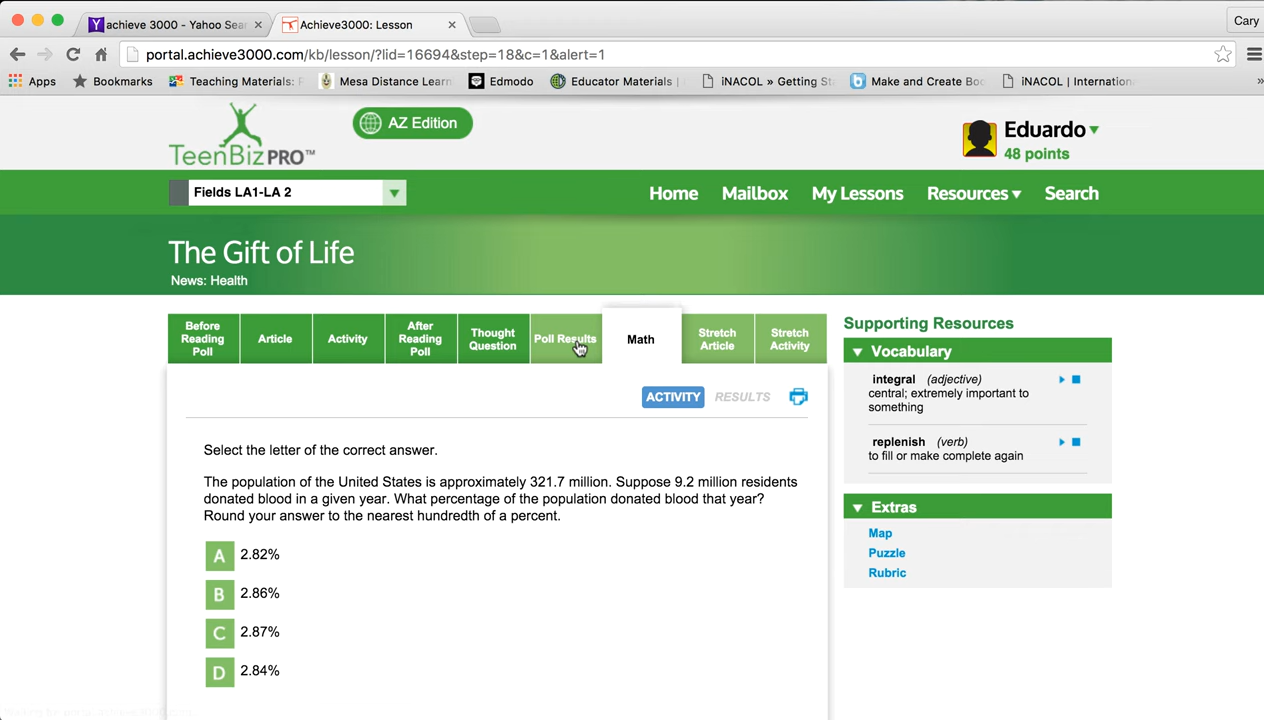 achieve 3000 - Yahoo Sea
Achieve3000: Lesson
Cary
portal.achieve3000.com/kb/lesson/?lid=16694&step=18&c=1&alert=1
Apps
Bookmarks
Teaching Materials: F
Mesa Distance Learn
Edmodo
Educator Materials |
iNACOL » Getting Sta
Make and Create Boo
iNACOL | Internation
»
TeenBiz PRO™
AZ Edition
Eduardo
48 points
Fields LA1-LA 2
Home
Mailbox
My Lessons
Resources
Search
The Gift of Life
News: Health
Before
Reading
Poll
Article
Activity
After
Reading
Poll
Thought
Question
Poll Results
Math
Stretch
Article
Stretch
Activity
ACTIVITY
RESULTS
Select the letter of the correct answer.
The population of the United States is approximately 321.7 million. Suppose 9.2 million residents
donated blood in a given year. What percentage of the population donated blood that year?
Round your answer to the nearest hundredth of a percent.
A 2.82%
B 2.86%
C 2.87%
D 2.84%
Supporting Resources
Vocabulary
integral (adjective)
central; extremely important to
something
replenish (verb)
to fill or make complete again
Extras
Map
Puzzle
Rubric